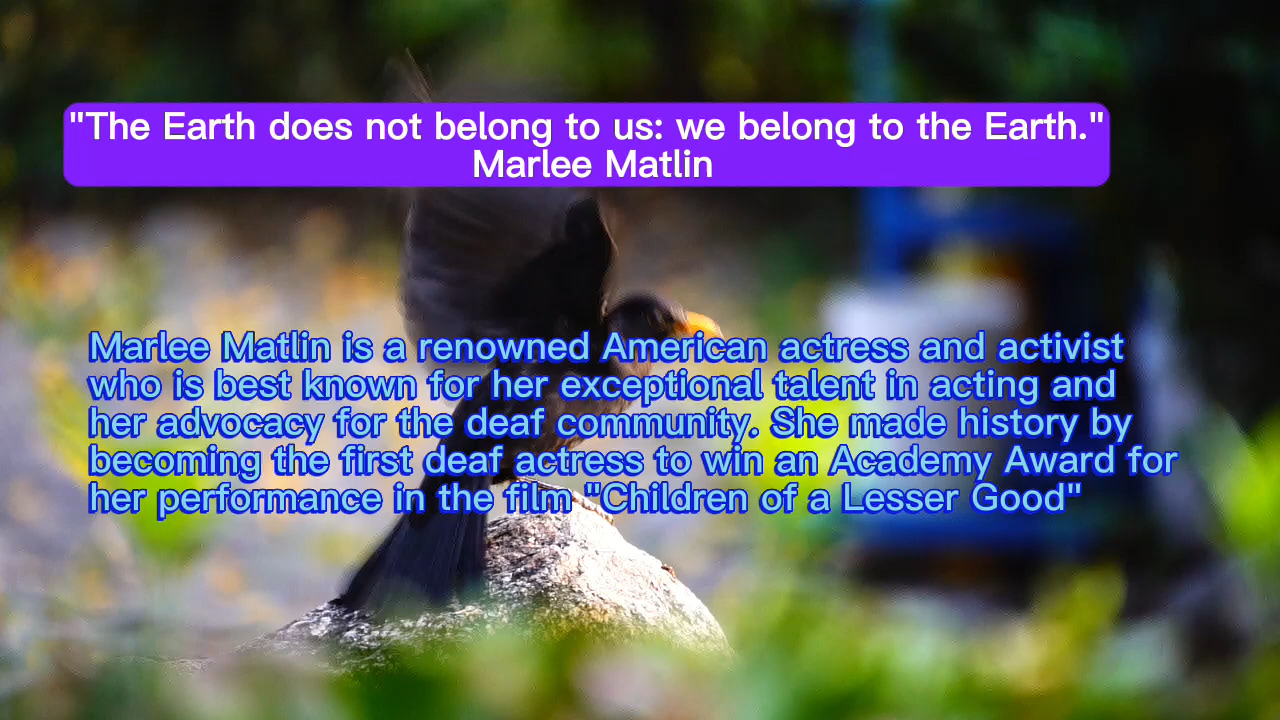 "The Earth does not belong to us: we belong to the Earth."
Marlee Matlin
Marlee Matlin is a renowned American actress and activist
who is best known for her exceptional talent in acting and
her advocacy for the deaf community. She made history by
becoming the first deaf actress to win an Academy Award for
her performance in the film "Children of a Lesser Good"